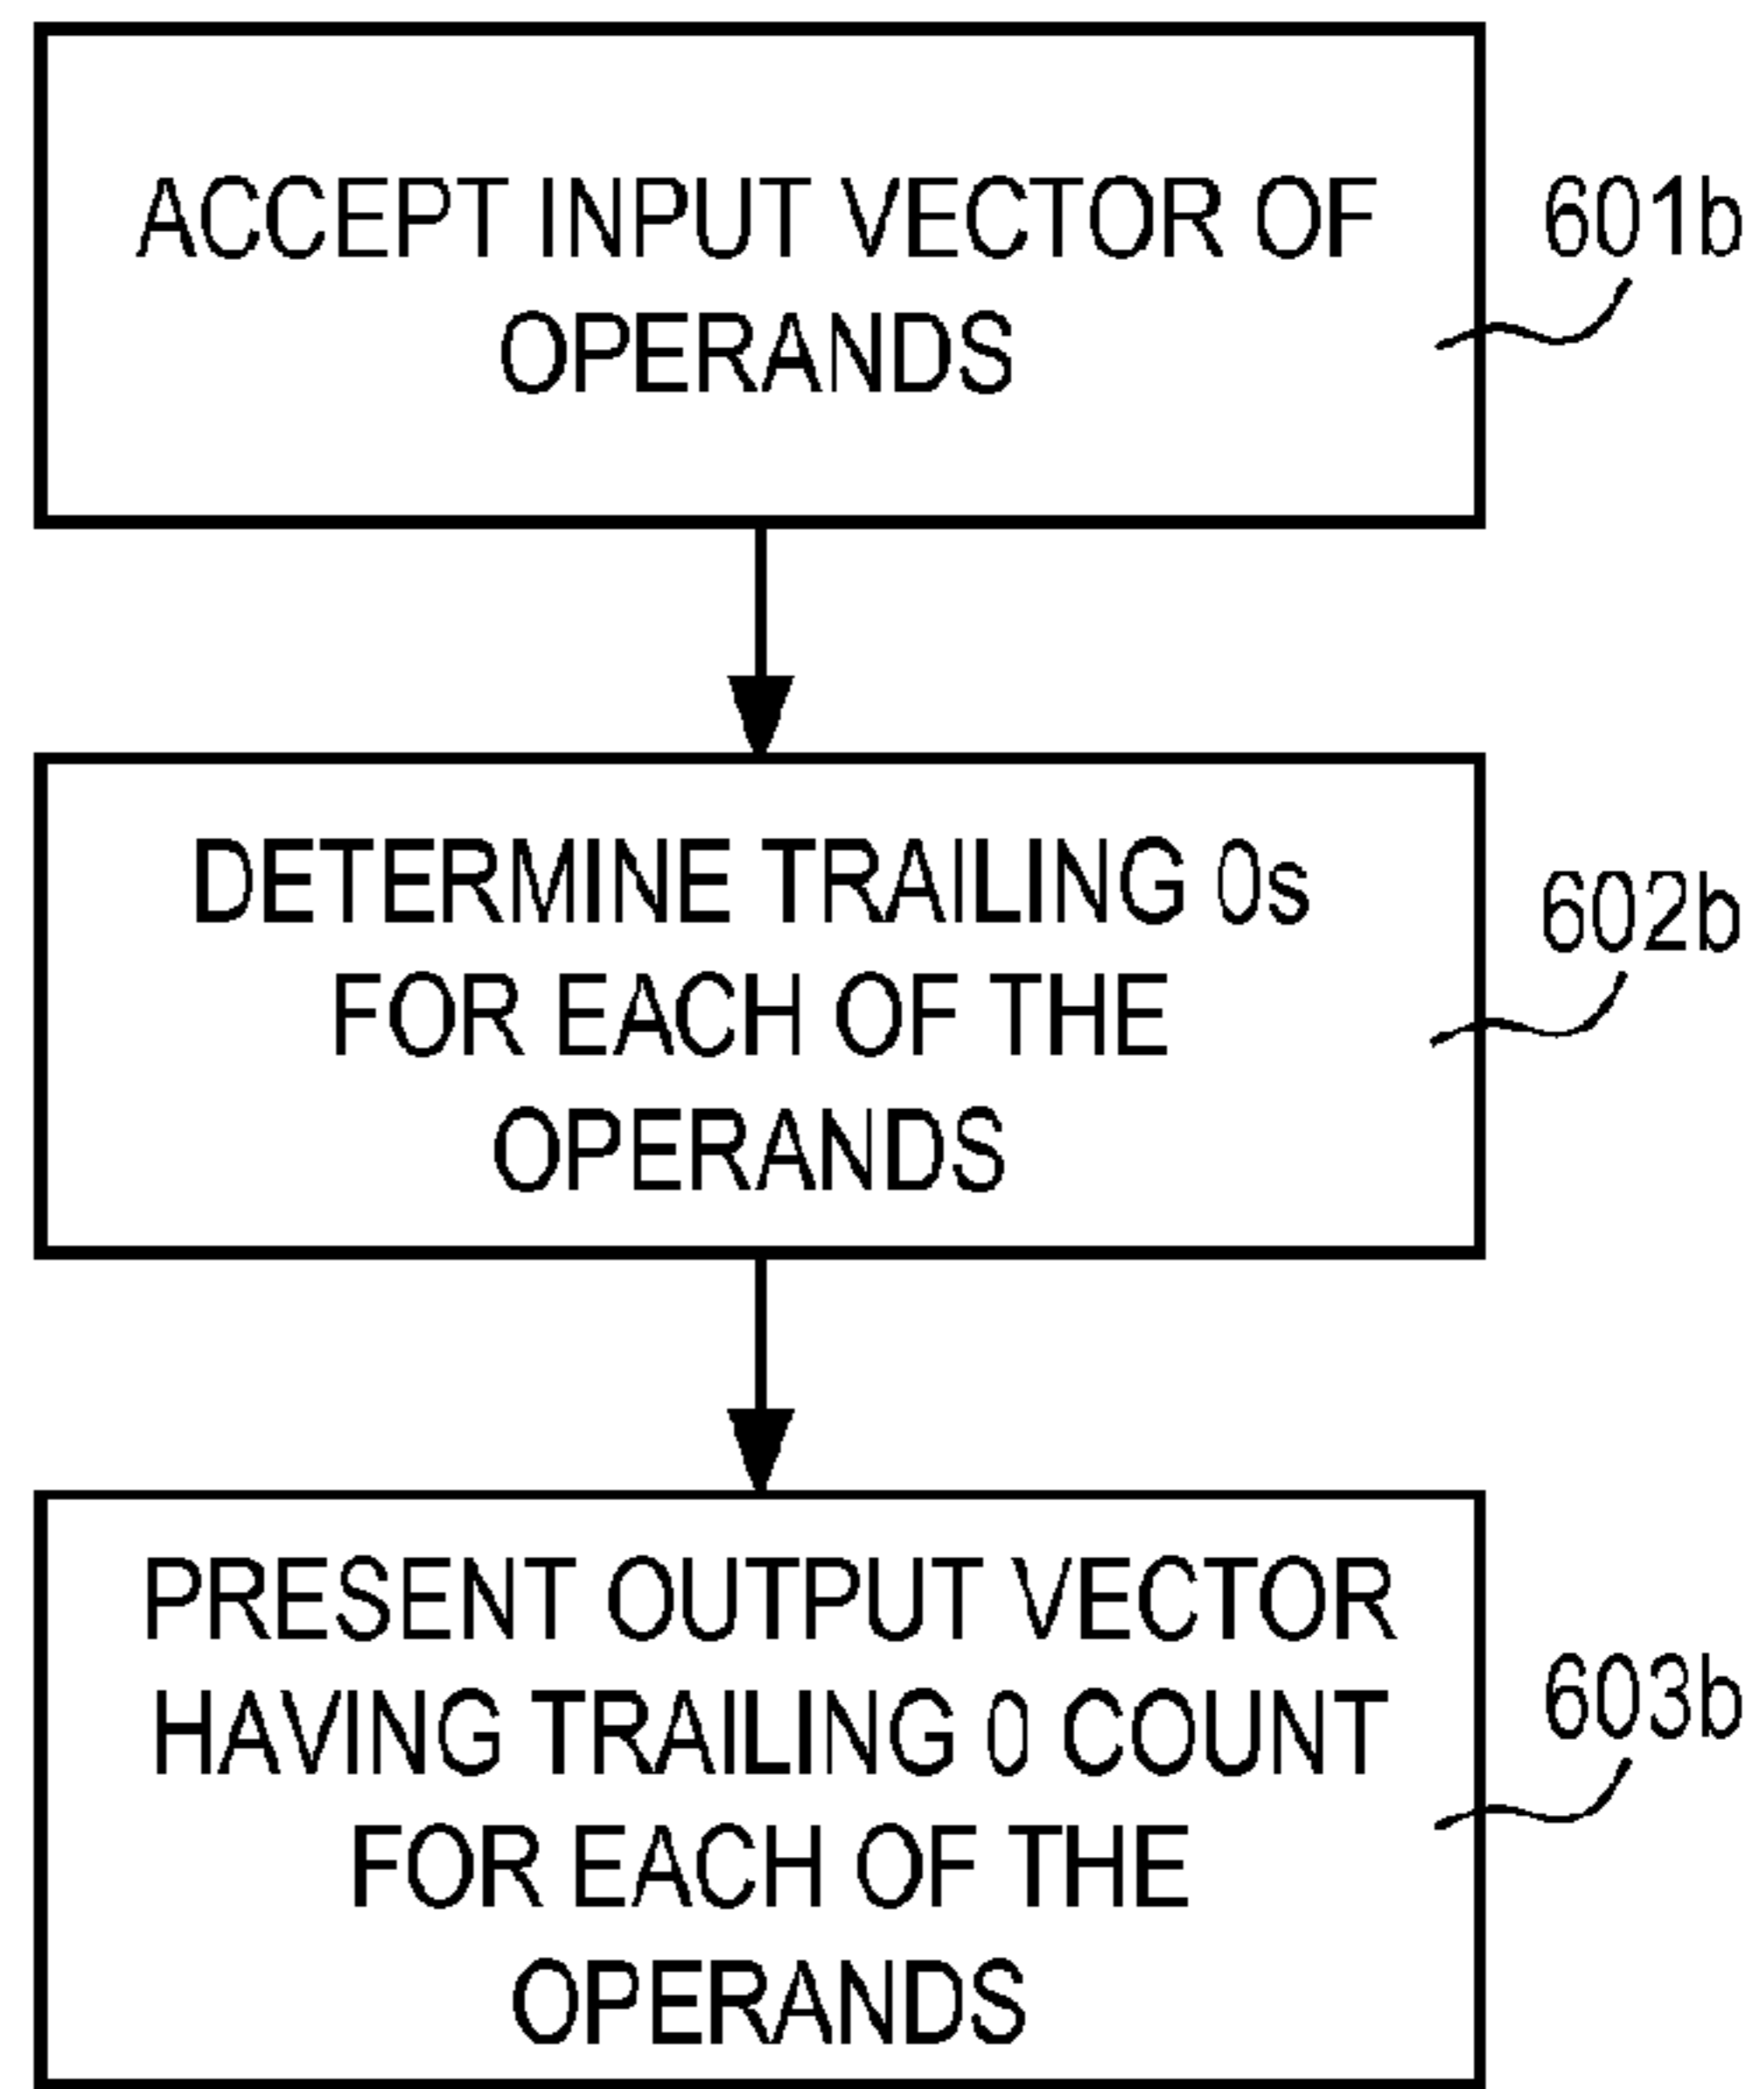 ACCEPT INPUT VECTOR OF
OPERANDS
601b
DETERMINE TRAILING 0s
FOR EACH OF THE
OPERANDS
602b
PRESENT OUTPUT VECTOR
HAVING TRAILING 0 COUNT
FOR EACH OF THE
OPERANDS
603b